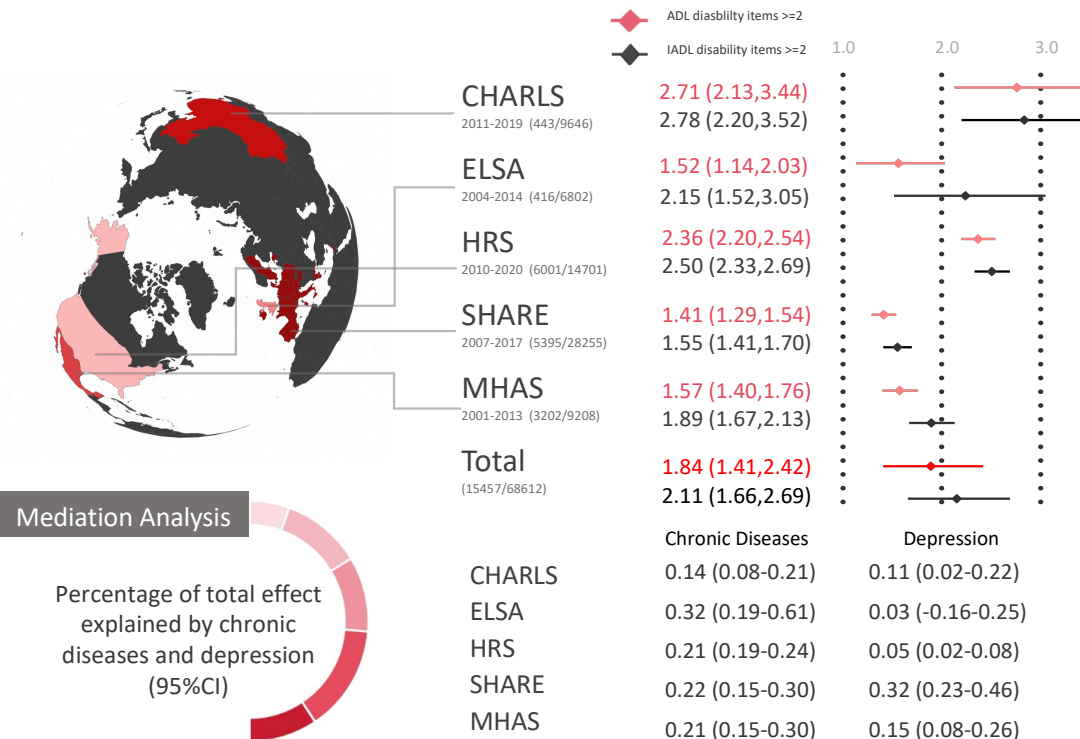 ADL diasblilty items >=2
IADL disability items >=2
1.0 2.0 3.0
CHARLS 2.71 (2.13,3.44)
2011-2019 (443/9646) 2.78 (2.20,3.52)
ELSA 1.52 (1.14,2.03)
2004-2014 (416/6802) 2.15 (1.52,3.05)
HRS 2.36 (2.20,2.54)
2010-2020 (6001/14701) 2.50 (2.33,2.69)
SHARE 1.41 (1.29,1.54)
2007-2017 (5395/28255) 1.55 (1.41,1.70)
MHAS 1.57 (1.40,1.76)
2001-2013 (3202/9208) 1.89 (1.67,2.13)
Total 1.84 (1.41,2.42)
(15457/68612) 2.11 (1.66,2.69)
Mediation Analysis
Percentage of total effect
explained by chronic
diseases and depression
(95%CI)
Chronic Diseases Depression
CHARLS 0.14 (0.08-0.21) 0.11 (0.02-0.22)
ELSA 0.32 (0.19-0.61) 0.03 (-0.16-0.25)
HRS 0.21 (0.19-0.24) 0.05 (0.02-0.08)
SHARE 0.22 (0.15-0.30) 0.32 (0.23-0.46)
MHAS 0.21 (0.15-0.30) 0.15 (0.08-0.26)